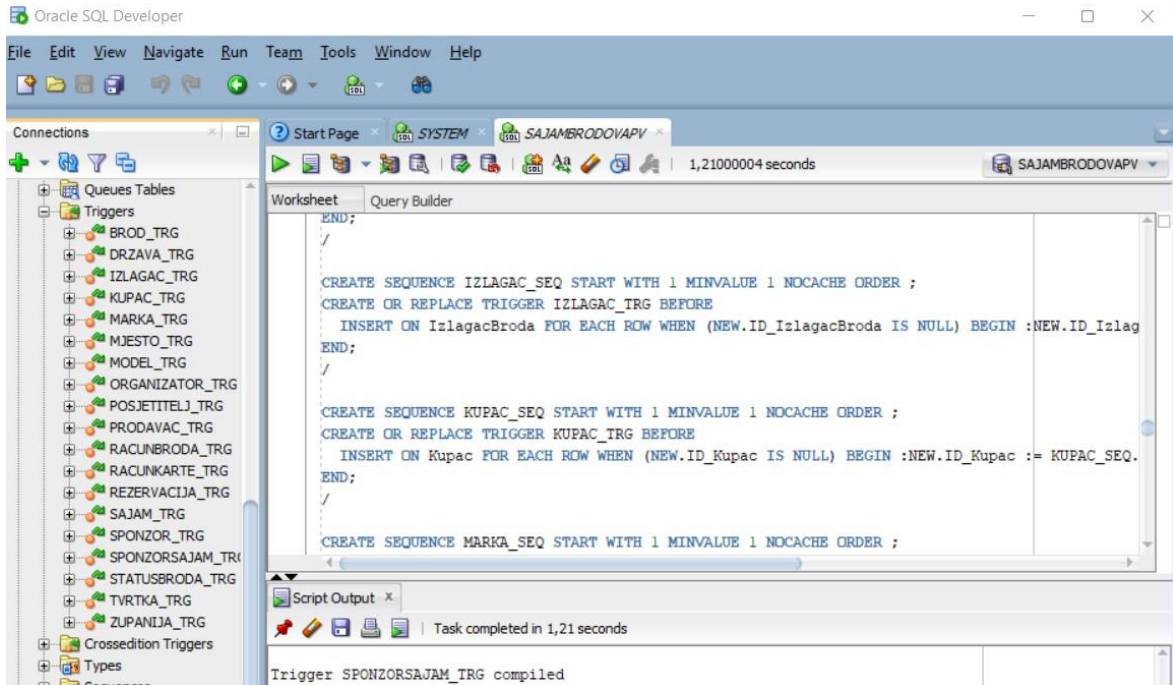 Oracle SQL Developer
File Edit View Navigate Run Team Tools Window Help
Connections
Queues Tables
Triggers
BROD_TRG
DRZAVA_TRG
IZLAGAC_TRG
KUPAC_TRG
MARKA_TRG
MJESTO_TRG
MODEL_TRG
ORGANIZATOR_TRG
POSJETITELJ_TRG
PRODAVAC_TRG
RACUNBRODA_TRG
RACUNKARTE_TRG
REZERVACIJA_TRG
SAJAM_TRG
SPONZOR_TRG
SPONZORSAJAM_TR
STATUSBRODA_TRG
TVRTKA_TRG
ZUPANIJA_TRG
Crossedition Triggers
Types
Start Page SYSTEM SAJAMBRODOVAPV
1,21000004 seconds SAJAMBRODOVAPV
Worksheet Query Builder
END;
/
CREATE SEQUENCE IZLAGAC_SEQ START WITH 1 MINVALUE 1 NOCACHE ORDER ;
CREATE OR REPLACE TRIGGER IZLAGAC_TRG BEFORE
INSERT ON IzlagacBroda FOR EACH ROW WHEN (NEW.ID_IzlagacBroda IS NULL) BEGIN :NEW.ID_Izlag
END;
/
CREATE SEQUENCE KUPAC_SEQ START WITH 1 MINVALUE 1 NOCACHE ORDER ;
CREATE OR REPLACE TRIGGER KUPAC_TRG BEFORE
INSERT ON Kupac FOR EACH ROW WHEN (NEW.ID_Kupac IS NULL) BEGIN :NEW.ID_Kupac := KUPAC_SEQ.
END;
/
CREATE SEQUENCE MARKA_SEQ START WITH 1 MINVALUE 1 NOCACHE ORDER ;
Script Output
Task completed in 1,21 seconds
Trigger SPONZORSAJAM_TRG compiled